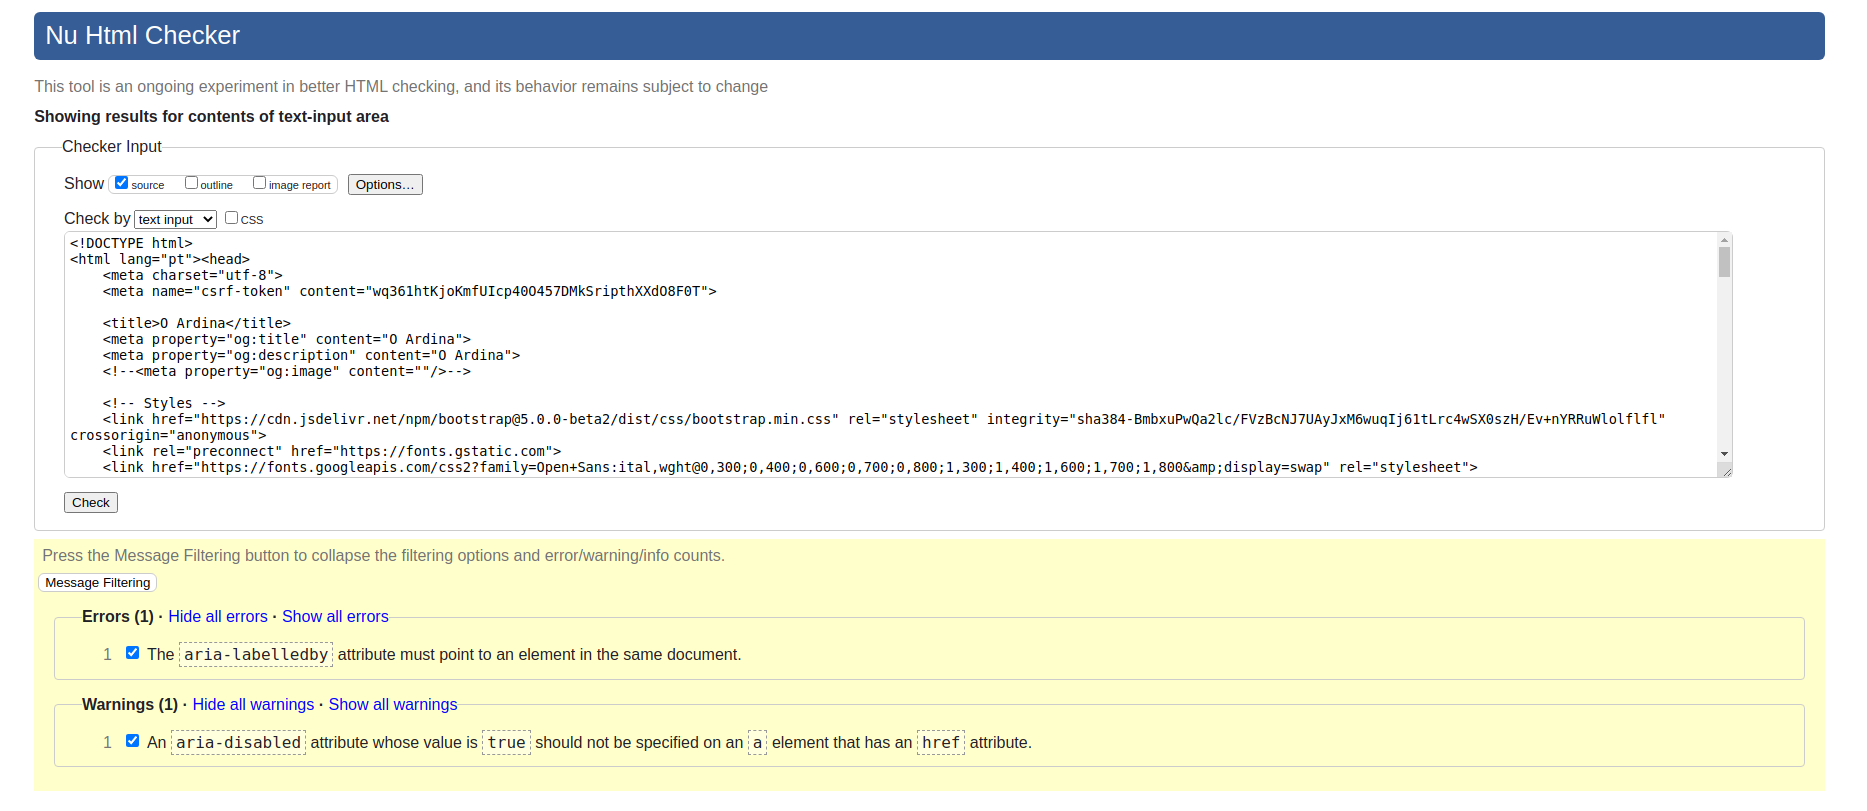 Nu Html Checker
This tool is an ongoing experiment in better HTML checking, and its behavior remains subject to change
Showing results for contents of text-input area
Checker Input
Show source outline image report Options…
Check by text input CSS
<!DOCTYPE html>
<html lang="pt"><head>
    <meta charset="utf-8">
    <meta name="csrf-token" content="wq361htKjoKmfUIcp40O457DMkSripthXXdO8F0T">
    <title>O Ardina</title>
    <meta property="og:title" content="O Ardina">
    <meta property="og:description" content="O Ardina">
    <!--<meta property="og:image" content=""/>-->
    <!-- Styles -->
    <link href="https://cdn.jsdelivr.net/npm/bootstrap@5.0.0-beta2/dist/css/bootstrap.min.css" rel="stylesheet" integrity="sha384-BmbxuPwQa2lc/FVzBcNJ7UAyJxM6wuqIj61tLrc4wSX0szH/Ev+nYRRuWlolflfl"
crossorigin="anonymous">
    <link rel="preconnect" href="https://fonts.gstatic.com">
    <link href="https://fonts.googleapis.com/css2?family=Open+Sans:ital,wght@0,300;0,400;0,600;0,700;0,800;1,300;1,400;1,600;1,700;1,800&amp;display=swap" rel="stylesheet">
Check
Press the Message Filtering button to collapse the filtering options and error/warning/info counts.
Message Filtering
Errors (1) · Hide all errors · Show all errors
1 The aria-labelledby attribute must point to an element in the same document.
Warnings (1) · Hide all warnings · Show all warnings
1 An aria-disabled attribute whose value is true should not be specified on an a element that has an href attribute.